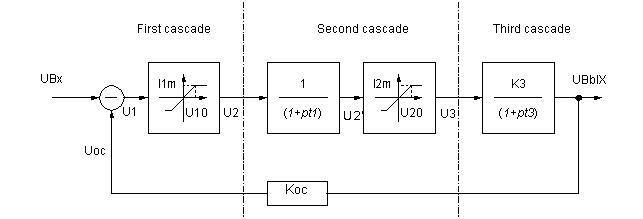 First cascade
Second cascade
Third cascade
UBx
U1
I1m
U10
U2
1
(1+pt1)
U2'
I2m
U20
U3
K3
(1+pt3)
UBbIX
Uoc
Koc